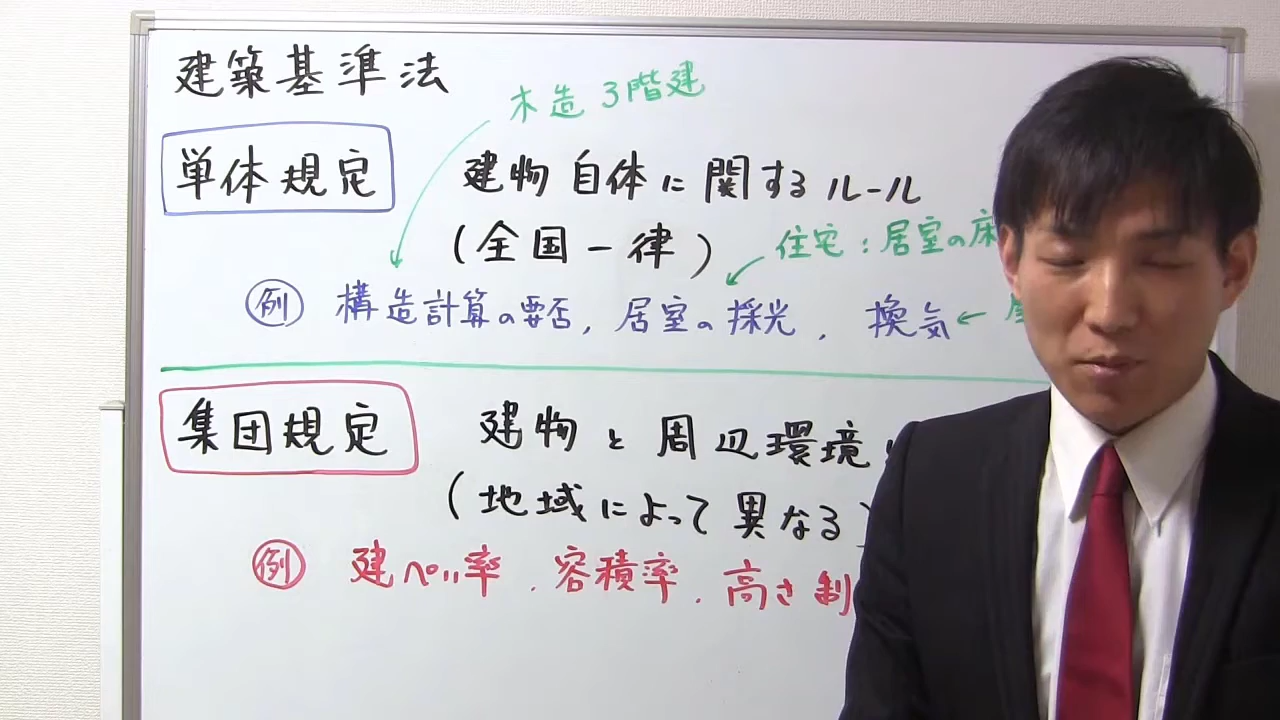 建築基準法
木造3階建
単体規定 建物自体に関するルール
(全国一律)
住宅:居室の床
例 構造計算の要否, 居室の採光, 換気 ←
集団規定 建物と周辺環境
(地域によって異なる)
例 建ぺい率, 容積率, 高さ制